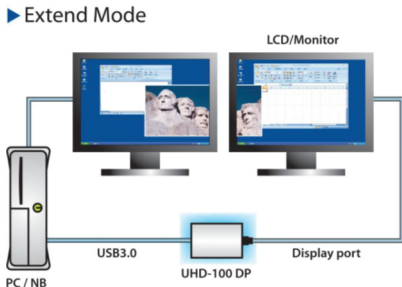 Extend Mode
LCD/Monitor
USB3.0
Display port
UHD-100 DP
PC / NB